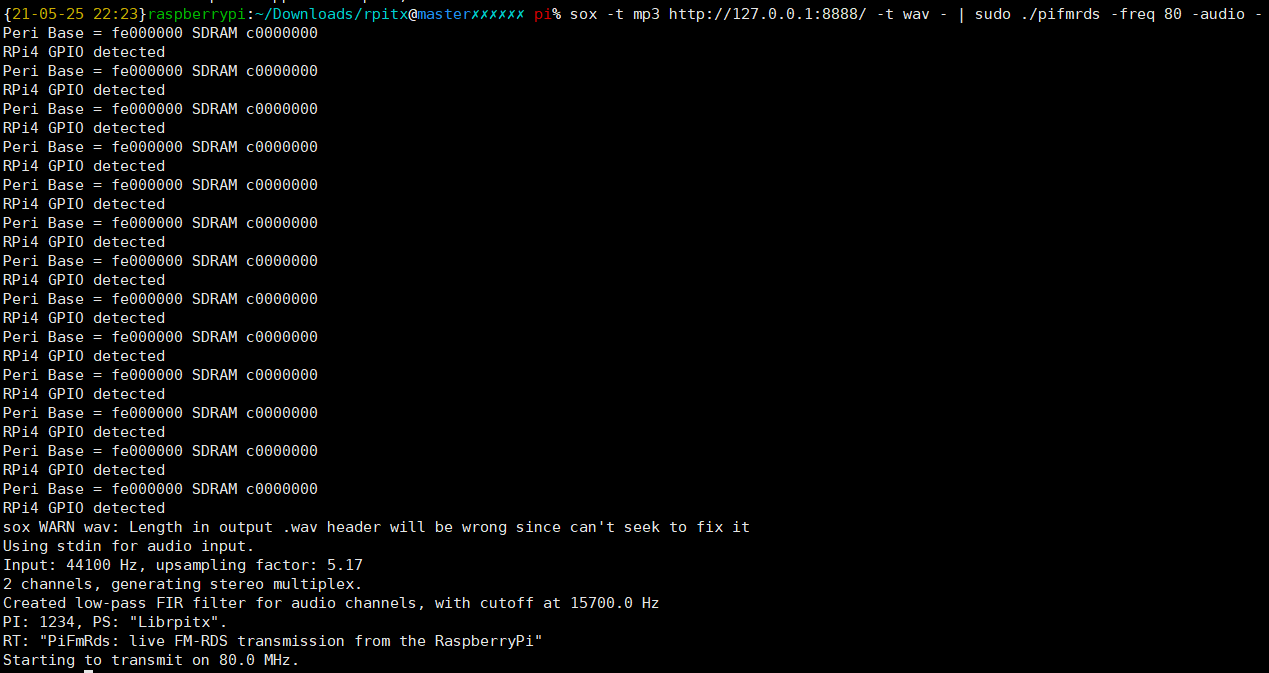 {21-05-25 22:23}raspberrypi:~/Downloads/rpitx@master✗✗✗✗✗✗ pi% sox -t mp3 http://127.0.0.1:8888/ -t wav - | sudo ./pifmrds -freq 80 -audio -
Peri Base = fe000000 SDRAM c0000000
RPi4 GPIO detected
Peri Base = fe000000 SDRAM c0000000
RPi4 GPIO detected
Peri Base = fe000000 SDRAM c0000000
RPi4 GPIO detected
Peri Base = fe000000 SDRAM c0000000
RPi4 GPIO detected
Peri Base = fe000000 SDRAM c0000000
RPi4 GPIO detected
Peri Base = fe000000 SDRAM c0000000
RPi4 GPIO detected
Peri Base = fe000000 SDRAM c0000000
RPi4 GPIO detected
Peri Base = fe000000 SDRAM c0000000
RPi4 GPIO detected
Peri Base = fe000000 SDRAM c0000000
RPi4 GPIO detected
Peri Base = fe000000 SDRAM c0000000
RPi4 GPIO detected
Peri Base = fe000000 SDRAM c0000000
RPi4 GPIO detected
Peri Base = fe000000 SDRAM c0000000
RPi4 GPIO detected
Peri Base = fe000000 SDRAM c0000000
RPi4 GPIO detected
sox WARN wav: Length in output .wav header will be wrong since can't seek to fix it
Using stdin for audio input.
Input: 44100 Hz, upsampling factor: 5.17
2 channels, generating stereo multiplex.
Created low-pass FIR filter for audio channels, with cutoff at 15700.0 Hz
PI: 1234, PS: "Librpitx".
RT: "PiFmRds: live FM-RDS transmission from the RaspberryPi"
Starting to transmit on 80.0 MHz.